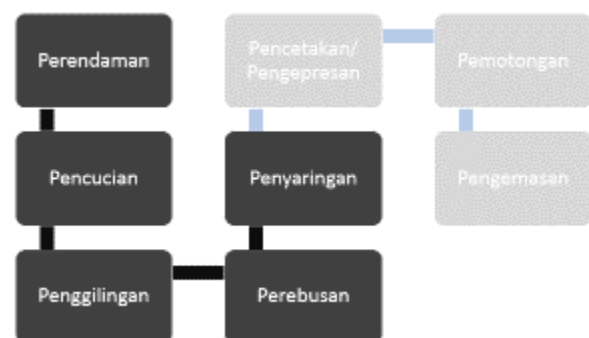 Perendaman
Pencucian
Penggilingan
Perebusan
Penyaringan
Pencetakan/
Pengepresan
Pemotongan
Pengemasan